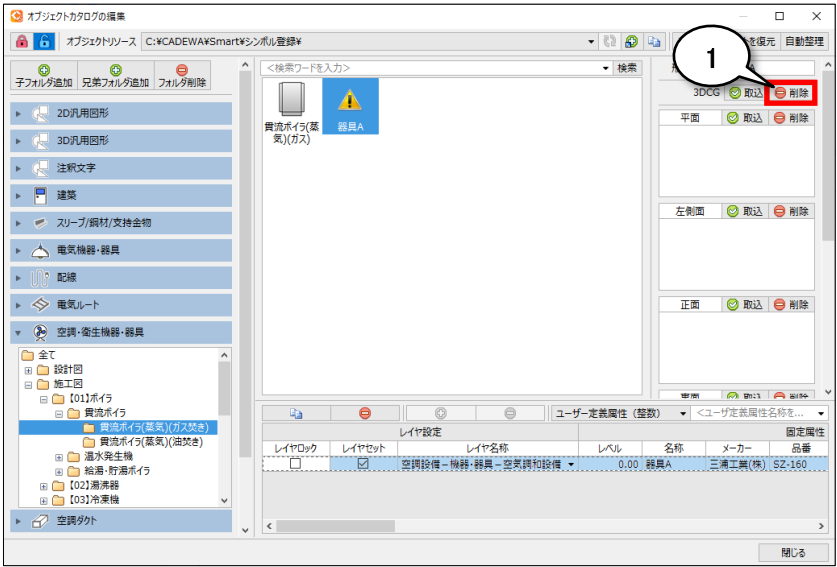 オブジェクトカタログの編集
オブジェクトリソース C:¥CADEWA¥Smart¥シンボル登録¥
を復元 自動整理
1
子フォルダ追加 兄弟フォルダ追加 フォルダ削除
2D汎用図形
3D汎用図形
注釈文字
建築
スリーブ/鋼材/支持金物
電気機器・器具
配線
電気ルート
空調・衛生機器・器具
全て
設計図
施工図
【01】ボイラ
貫流ボイラ
貫流ボイラ(蒸気)(ガス焚き)
貫流ボイラ(蒸気)(油焚き)
温水発生機
給湯・貯湯ボイラ
【02】湯沸器
【03】冷凍機
空調ダクト
<検索ワードを入力> 検索
貫流ボイラ(蒸
気)(ガス)
器具A
3DCG 取込 削除
平面 取込 削除
左側面 取込 削除
正面 取込 削除
裏面 取込 削除
ユーザー定義属性（整数） <ユーザ定義属性名称を...
レイヤ設定 固定属性
レイヤロック レイヤセット レイヤ名称 レベル 名称 メーカー 品番
空調設備－機器・器具－空気調和設備 0.00 器具A 三浦工業(株) SZ-160
閉じる